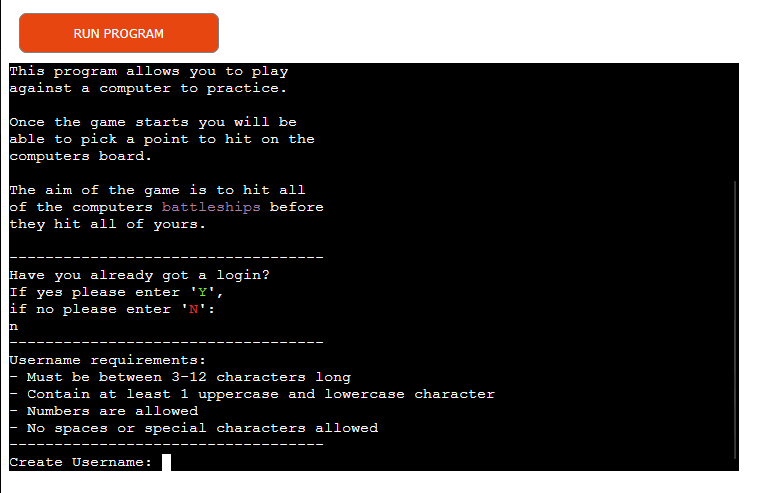 RUN PROGRAM
This program allows you to play
against a computer to practice.
Once the game starts you will be
able to pick a point to hit on the
computers board.
The aim of the game is to hit all
of the computers battleships before
they hit all of yours.
-----------------------------------
Have you already got a login?
If yes please enter 'Y',
if no please enter 'N':
n
-----------------------------------
Username requirements:
- Must be between 3-12 characters long
- Contain at least 1 uppercase and lowercase character
- Numbers are allowed
- No spaces or special characters allowed
-----------------------------------
Create Username: